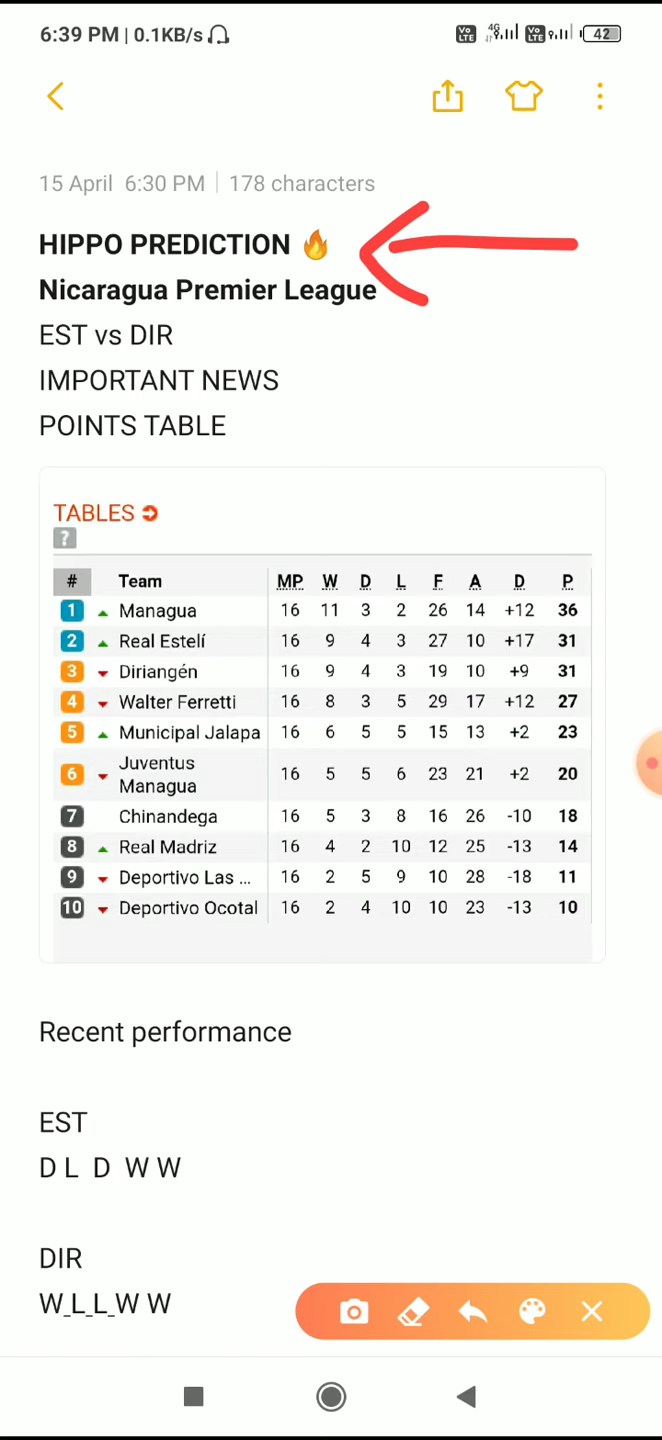 6:39 PM | 0.1KB/s
Vo LTE 4G Vo LTE 42
15 April 6:30 PM | 178 characters
HIPPO PREDICTION 🔥
Nicaragua Premier League
EST vs DIR
IMPORTANT NEWS
POINTS TABLE
TABLES
?
# Team MP W D L F A D P
1 Managua 16 11 3 2 26 14 +12 36
2 Real Estelí 16 9 4 3 27 10 +17 31
3 Diriangén 16 9 4 3 19 10 +9 31
4 Walter Ferretti 16 8 3 5 29 17 +12 27
5 Municipal Jalapa 16 6 5 5 15 13 +2 23
6 Juventus Managua 16 5 5 6 23 21 +2 20
7 Chinandega 16 5 3 8 16 26 -10 18
8 Real Madriz 16 4 2 10 12 25 -13 14
9 Deportivo Las ... 16 2 5 9 10 28 -18 11
10 Deportivo Ocotal 16 2 4 10 10 23 -13 10
Recent performance
EST
D L D W W
DIR
W_L_L_W W